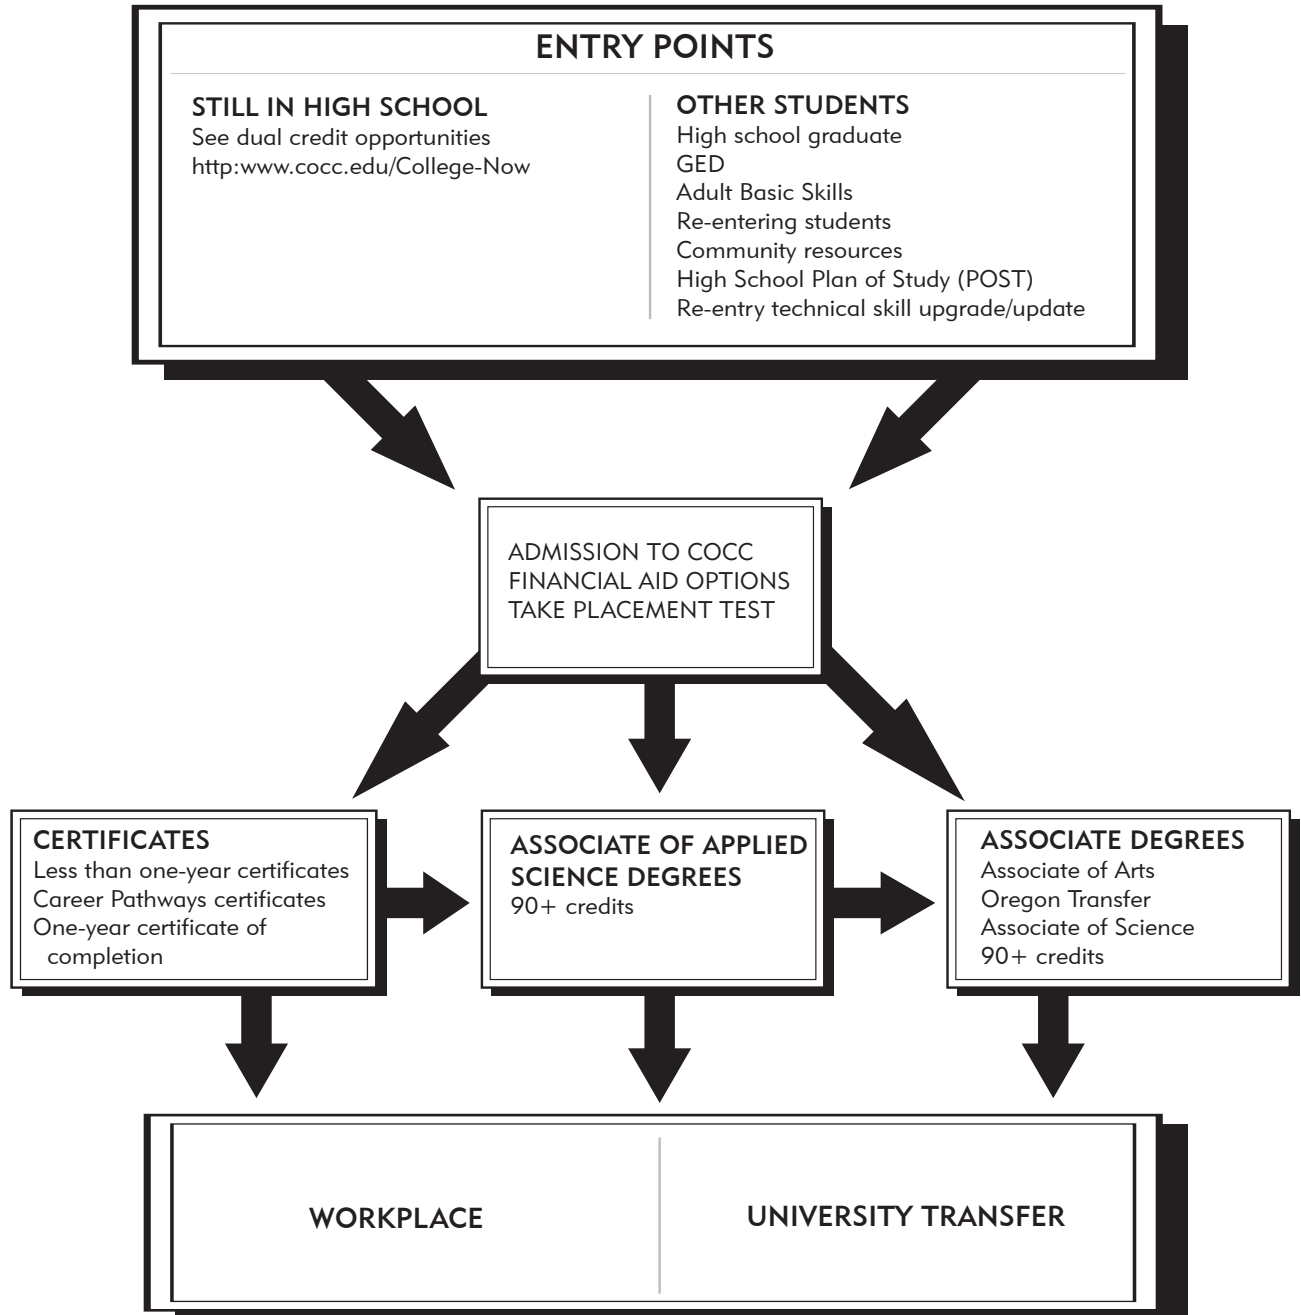 ENTRY POINTS
STILL IN HIGH SCHOOL
See dual credit opportunities
http:www.cocc.edu/College-Now
OTHER STUDENTS
High school graduate
GED
Adult Basic Skills
Re-entering students
Community resources
High School Plan of Study (POST)
Re-entry technical skill upgrade/update
ADMISSION TO COCC
FINANCIAL AID OPTIONS
TAKE PLACEMENT TEST
CERTIFICATES
Less than one-year certificates
Career Pathways certificates
One-year certificate of
completion
ASSOCIATE OF APPLIED
SCIENCE DEGREES
90+ credits
ASSOCIATE DEGREES
Associate of Arts
Oregon Transfer
Associate of Science
90+ credits
WORKPLACE
UNIVERSITY TRANSFER